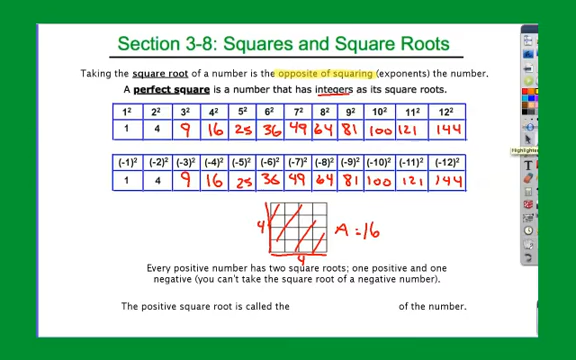 Section 3-8: Squares and Square Roots
Taking the square root of a number is the opposite of squaring (exponents) the number.
A perfect square is a number that has integers as its square roots.
1² 2² 3² 4² 5² 6² 7² 8² 9² 10² 11² 12²
1 4 9 16 25 36 49 64 81 100 121 144
(-1)² (-2)² (-3)² (-4)² (-5)² (-6)² (-7)² (-8)² (-9)² (-10)² (-11)² (-12)²
1 4 9 16 25 36 49 64 81 100 121 144
4 A=16
4
Every positive number has two square roots; one positive and one
negative (you can't take the square root of a negative number).
The positive square root is called the of the number.